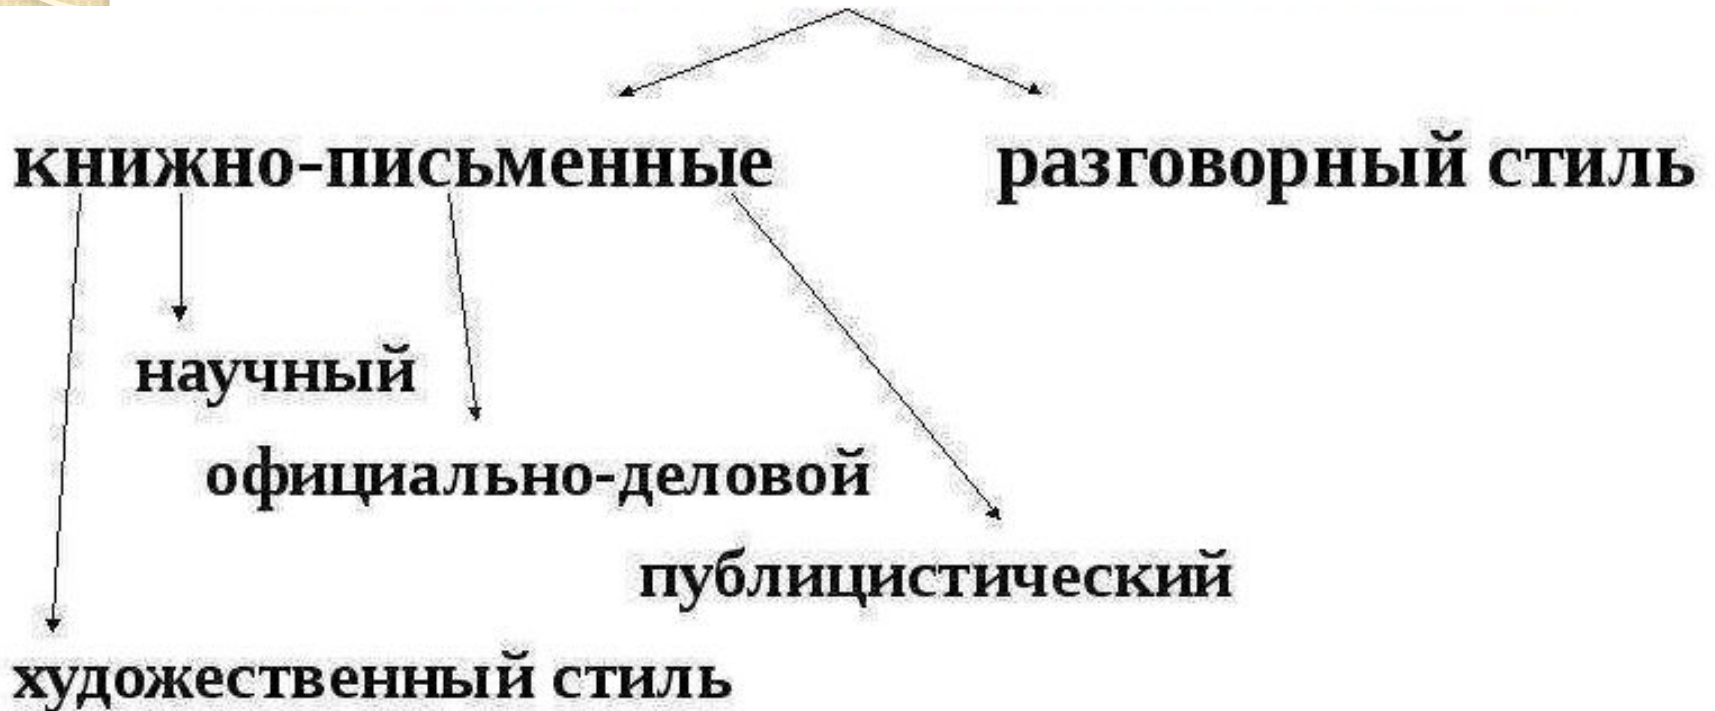 книжно-письменные разговорный стиль
научный
официально-деловой
публицистический
художественный стиль